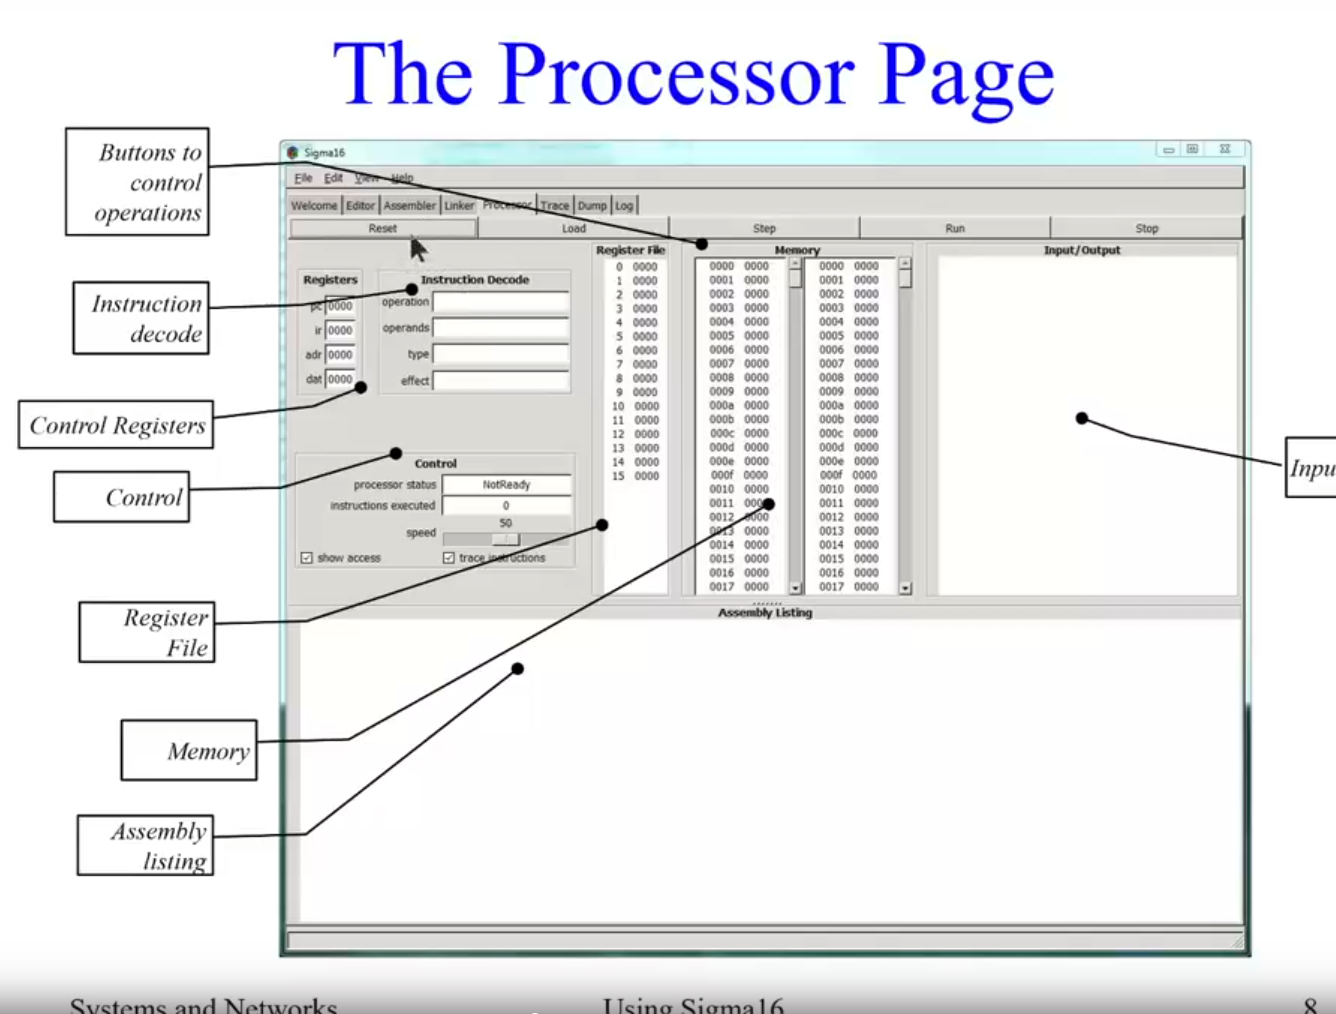 The Processor Page
Buttons to
control
operations
Instruction
decode
Control Registers
Control
Register
File
Memory
Assembly
listing
Inpu
Sigma16
File Edit View Help
Welcome Editor Assembler Linker Processor Trace Dump Log
Reset Load Step Run Stop
Registers
pc 0000
ir 0000
adr 0000
dat 0000
Instruction Decode
operation
operands
type
effect
Control
processor status NotReady
instructions executed 0
50
speed
show access trace instructions
Register File
0 0000
1 0000
2 0000
3 0000
4 0000
5 0000
6 0000
7 0000
8 0000
9 0000
10 0000
11 0000
12 0000
13 0000
14 0000
15 0000
Memory
0000 0000 0000 0000
0001 0000 0001 0000
0002 0000 0002 0000
0003 0000 0003 0000
0004 0000 0004 0000
0005 0000 0005 0000
0006 0000 0006 0000
0007 0000 0007 0000
0008 0000 0008 0000
0009 0000 0009 0000
000a 0000 000a 0000
000b 0000 000b 0000
000c 0000 000c 0000
000d 0000 000d 0000
000e 0000 000e 0000
000f 0000 000f 0000
0010 0000 0010 0000
0011 0000 0011 0000
0012 0000 0012 0000
0013 0000 0013 0000
0014 0000 0014 0000
0015 0000 0015 0000
0016 0000 0016 0000
0017 0000 0017 0000
Input/Output
Assembly Listing
Systems and Networks Using Sigma16 8